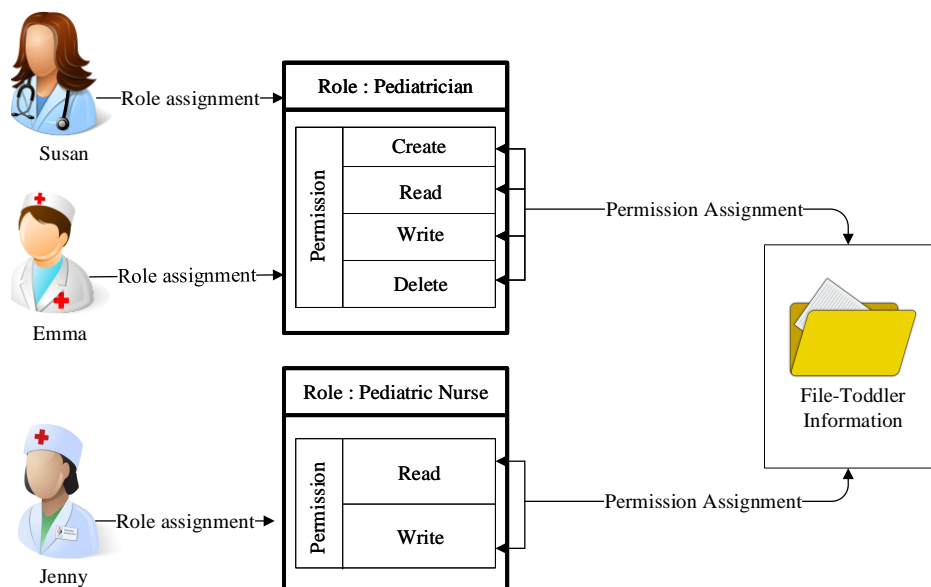 Role assignment
Susan
Role : Pediatrician
Permission
Create
Read
Write
Delete
Role assignment
Emma
Permission Assignment
File-Toddler
Information
Role : Pediatric Nurse
Permission
Read
Write
Role assignment
Jenny
Permission Assignment